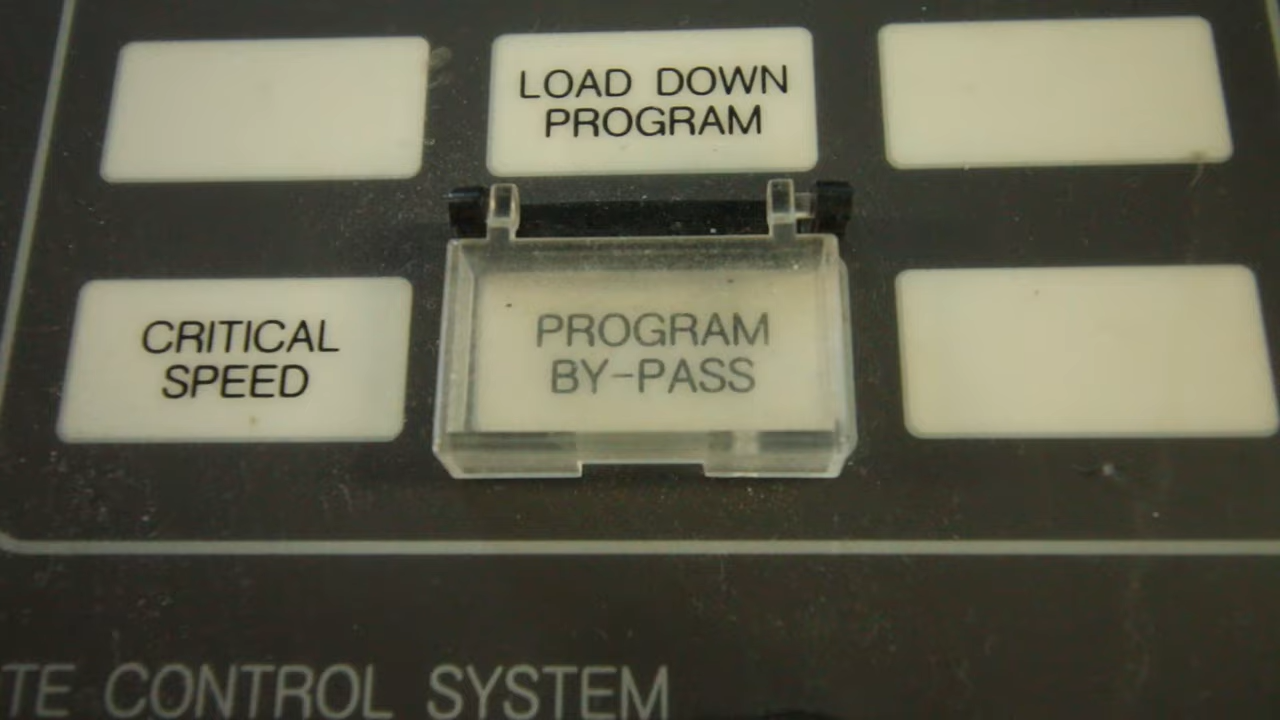 LOAD DOWN
PROGRAM
CRITICAL
SPEED
PROGRAM
BY-PASS
TE CONTROL SYSTEM